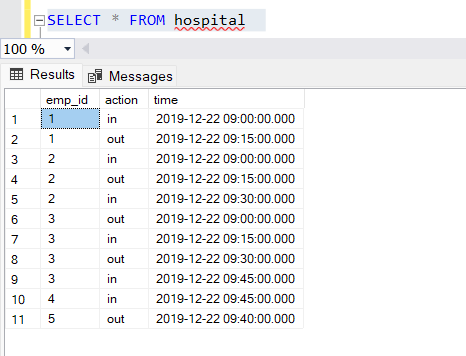 SELECT * FROM hospital
100 %
Results Messages
emp_id action time
1 1 in 2019-12-22 09:00:00.000
2 1 out 2019-12-22 09:15:00.000
3 2 in 2019-12-22 09:00:00.000
4 2 out 2019-12-22 09:15:00.000
5 2 in 2019-12-22 09:30:00.000
6 3 out 2019-12-22 09:00:00.000
7 3 in 2019-12-22 09:15:00.000
8 3 out 2019-12-22 09:30:00.000
9 3 in 2019-12-22 09:45:00.000
10 4 in 2019-12-22 09:45:00.000
11 5 out 2019-12-22 09:40:00.000